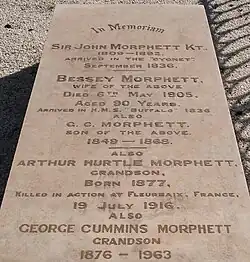 In Memoriam
SIR JOHN MORPHETT KT.
1809–1892.
ARRIVED IN THE "CYGNET"
SEPTEMBER 1836.
BESSEY MORPHETT,
WIFE OF THE ABOVE
DIED 6TH MAY 1905.
AGED 90 YEARS.
ARRIVED IN H.M.S. "BUFFALO" 1836
ALSO
G. C. MORPHETT.
SON OF THE ABOVE.
1849 – 1868.
ALSO
ARTHUR HURTLE MORPHETT,
GRANDSON,
BORN 1877,
KILLED IN ACTION AT FLEURBAIX, FRANCE,
19 JULY 1916.
ALSO
GEORGE CUMMINS MORPHETT
GRANDSON
1876 – 1963